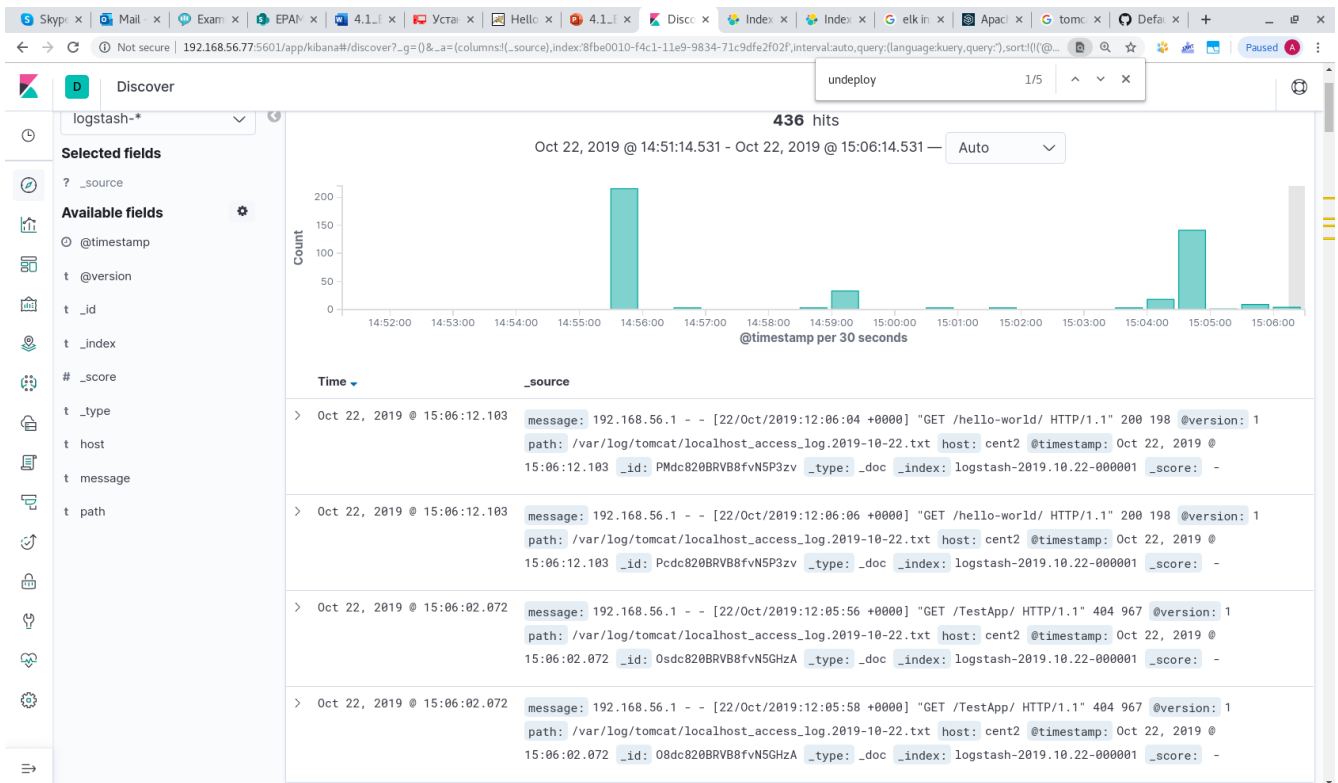 Skype
Mail -
Exam
EPAM
4.1_E
Устан
Hello
4.1_E
Disco
Index
Index
elk in
Apacl
tomc
Defau
Not secure | 192.168.56.77:5601/app/kibana#/discover?_g=()&_a=(columns:!(_source),index:'8fbe0010-f4c1-11e9-9834-71c9dfe2f02f',interval:auto,query:(language:kuery,query:''),sort:!(!('@...
Paused A
undeploy 1/5
D Discover
logstash-*
Selected fields
? _source
Available fields
@timestamp
t @version
t _id
t _index
# _score
t _type
t host
t message
t path
436 hits
Oct 22, 2019 @ 14:51:14.531 - Oct 22, 2019 @ 15:06:14.531 — Auto
Count
200
150
100
50
0
14:52:00 14:53:00 14:54:00 14:55:00 14:56:00 14:57:00 14:58:00 14:59:00 15:00:00 15:01:00 15:02:00 15:03:00 15:04:00 15:05:00 15:06:00
@timestamp per 30 seconds
Time _source
Oct 22, 2019 @ 15:06:12.103 message: 192.168.56.1 - - [22/Oct/2019:12:06:04 +0000] "GET /hello-world/ HTTP/1.1" 200 198 @version: 1
path: /var/log/tomcat/localhost_access_log.2019-10-22.txt host: cent2 @timestamp: Oct 22, 2019 @
15:06:12.103 _id: PMdc820BRVB8fvN5P3zv _type: _doc _index: logstash-2019.10.22-000001 _score: -
Oct 22, 2019 @ 15:06:12.103 message: 192.168.56.1 - - [22/Oct/2019:12:06:06 +0000] "GET /hello-world/ HTTP/1.1" 200 198 @version: 1
path: /var/log/tomcat/localhost_access_log.2019-10-22.txt host: cent2 @timestamp: Oct 22, 2019 @
15:06:12.103 _id: Pcdc820BRVB8fvN5P3zv _type: _doc _index: logstash-2019.10.22-000001 _score: -
Oct 22, 2019 @ 15:06:02.072 message: 192.168.56.1 - - [22/Oct/2019:12:05:56 +0000] "GET /TestApp/ HTTP/1.1" 404 967 @version: 1
path: /var/log/tomcat/localhost_access_log.2019-10-22.txt host: cent2 @timestamp: Oct 22, 2019 @
15:06:02.072 _id: Osdc820BRVB8fvN5GHzA _type: _doc _index: logstash-2019.10.22-000001 _score: -
Oct 22, 2019 @ 15:06:02.072 message: 192.168.56.1 - - [22/Oct/2019:12:05:58 +0000] "GET /TestApp/ HTTP/1.1" 404 967 @version: 1
path: /var/log/tomcat/localhost_access_log.2019-10-22.txt host: cent2 @timestamp: Oct 22, 2019 @
15:06:02.072 _id: O8dc820BRVB8fvN5GHzA _type: _doc _index: logstash-2019.10.22-000001 _score: -